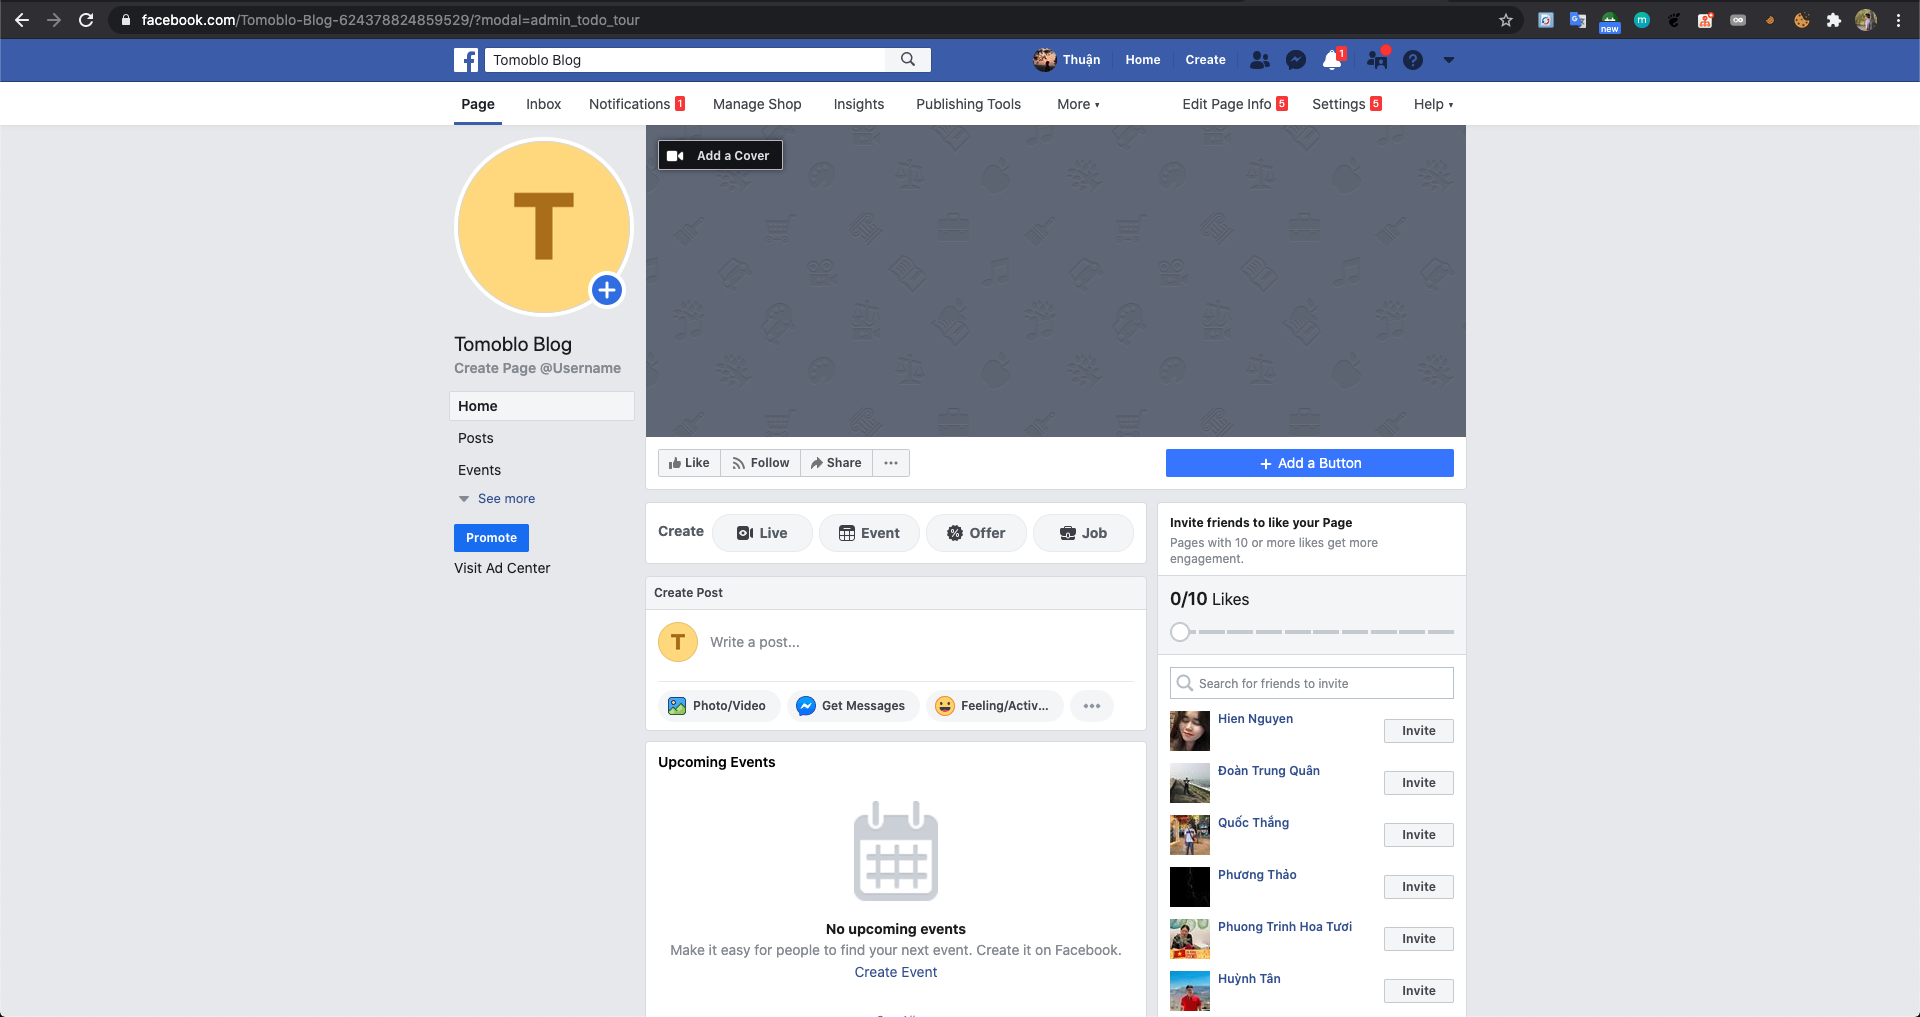 facebook.com/Tomoblo-Blog-624378824859529/?modal=admin_todo_tour
new
Tomoblo Blog
Thuận
Home
Create
1
Page
Inbox
Notifications 1
Manage Shop
Insights
Publishing Tools
More
Edit Page Info 5
Settings 5
Help
T
Add a Cover
Tomoblo Blog
Create Page @Username
Home
Posts
Events
See more
Promote
Visit Ad Center
Like
Follow
Share
+ Add a Button
Create
Live
Event
Offer
Job
Create Post
T
Write a post...
Photo/Video
Get Messages
Feeling/Activ...
Upcoming Events
No upcoming events
Make it easy for people to find your next event. Create it on Facebook.
Create Event
Invite friends to like your Page
Pages with 10 or more likes get more
engagement.
0/10 Likes
Search for friends to invite
Hien Nguyen
Invite
Đoàn Trung Quân
Invite
Quốc Thắng
Invite
Phương Thảo
Invite
Phuong Trinh Hoa Tươi
Invite
Huỳnh Tân
Invite